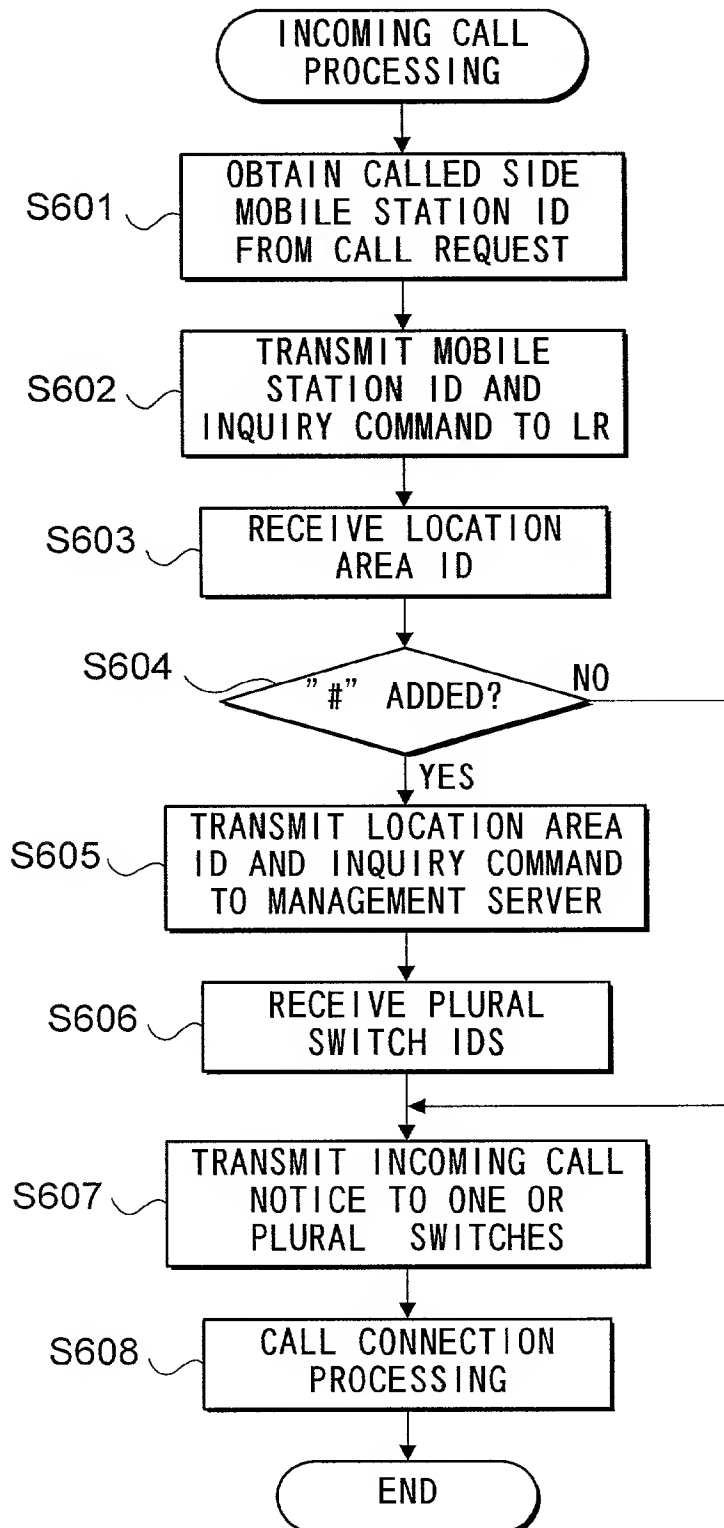 INCOMING CALL
PROCESSING
S601
OBTAIN CALLED SIDE
MOBILE STATION ID
FROM CALL REQUEST
S602
TRANSMIT MOBILE
STATION ID AND
INQUIRY COMMAND TO LR
S603
RECEIVE LOCATION
AREA ID
S604
"#" ADDED?
NO
YES
S605
TRANSMIT LOCATION AREA
ID AND INQUIRY COMMAND
TO MANAGEMENT SERVER
S606
RECEIVE PLURAL
SWITCH IDS
S607
TRANSMIT INCOMING CALL
NOTICE TO ONE OR
PLURAL SWITCHES
S608
CALL CONNECTION
PROCESSING
END